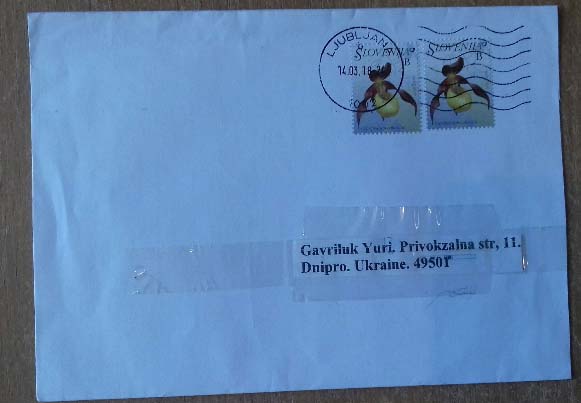 LJUBLJANA
14.03.18
SLOVENIJA SLOVENIJA
B B
Gavriluk Yuri. Privokzalna str, 11.
Dnipro. Ukraine. 49501